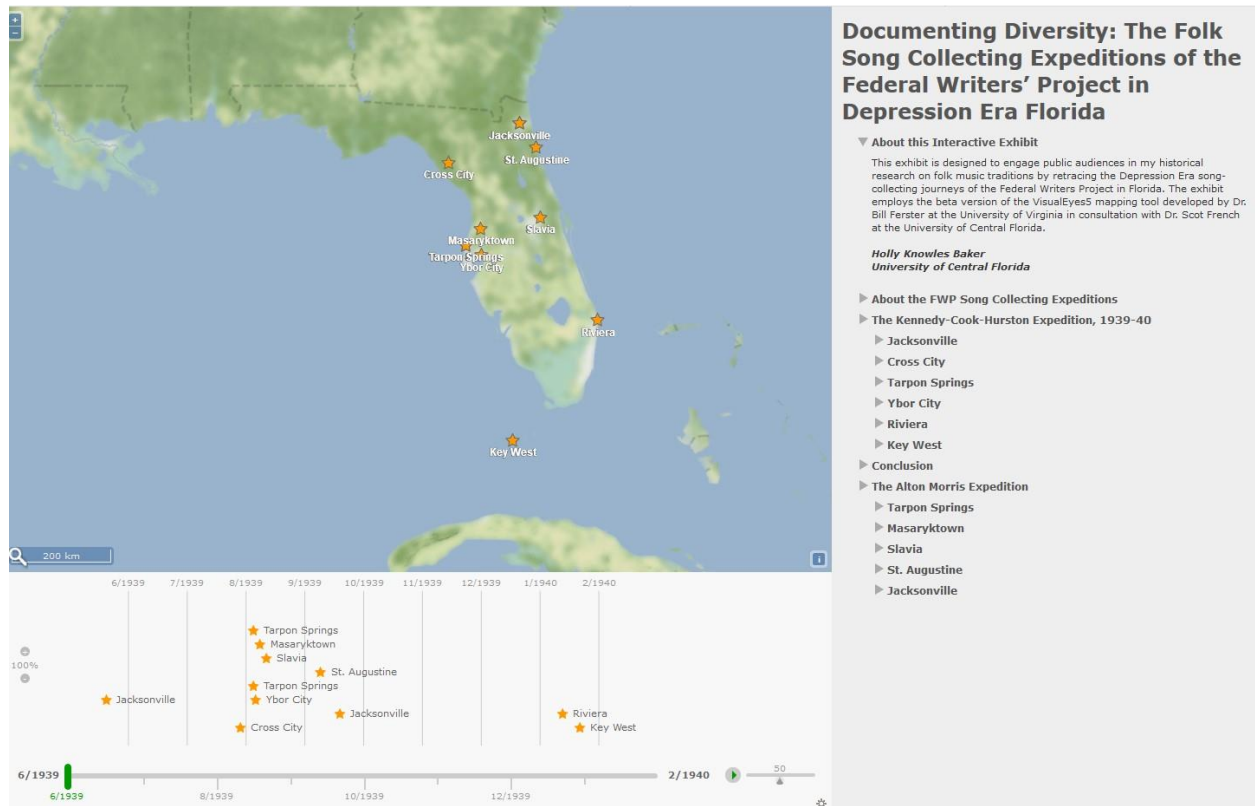 +
−
Jacksonville
St. Augustine
Cross City
Slavia
Masaryktown
Tarpon Springs
Ybor City
Riviera
Key West
200 km
i
6/1939 7/1939 8/1939 9/1939 10/1939 11/1939 12/1939 1/1940 2/1940
Tarpon Springs
Masaryktown
Slavia
St. Augustine
Tarpon Springs
Jacksonville
Ybor City
Jacksonville
Riviera
Cross City
Key West
100%
6/1939
2/1940
50
6/1939 8/1939 10/1939 12/1939
Documenting Diversity: The Folk
Song Collecting Expeditions of the
Federal Writers’ Project in
Depression Era Florida
About this Interactive Exhibit
This exhibit is designed to engage public audiences in my historical
research on folk music traditions by retracing the Depression Era song-
collecting journeys of the Federal Writers Project in Florida. The exhibit
employs the beta version of the VisualEyes5 mapping tool developed by Dr.
Bill Ferster at the University of Virginia in consultation with Dr. Scot French
at the University of Central Florida.
Holly Knowles Baker
University of Central Florida
About the FWP Song Collecting Expeditions
The Kennedy-Cook-Hurston Expedition, 1939-40
Jacksonville
Cross City
Tarpon Springs
Ybor City
Riviera
Key West
Conclusion
The Alton Morris Expedition
Tarpon Springs
Masaryktown
Slavia
St. Augustine
Jacksonville